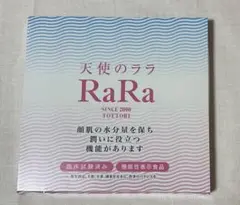 天使のララ
RaRa
SINCE 2000
TOTTORI
顔肌の水分量を保ち
潤いに役立つ
機能があります
臨床試験済み
機能性表示食品